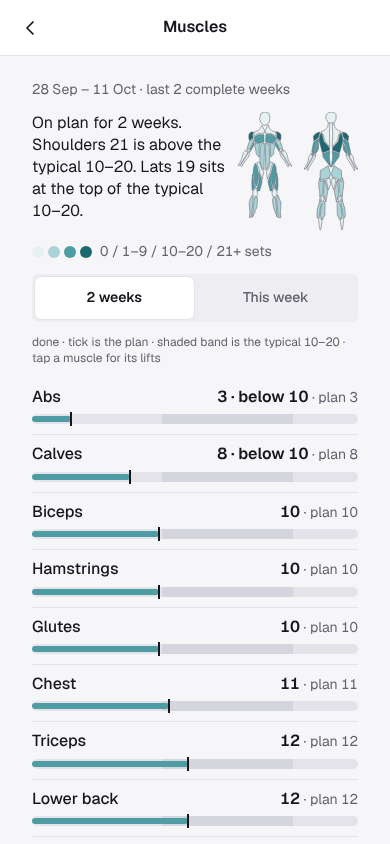 Muscles
28 Sep – 11 Oct · last 2 complete weeks
On plan for 2 weeks.
Shoulders 21 is above the
typical 10–20. Lats 19 sits
at the top of the typical
10–20.
0 / 1–9 / 10–20 / 21+ sets
2 weeks
This week
done · tick is the plan · shaded band is the typical 10–20 ·
tap a muscle for its lifts
Abs 3 · below 10 · plan 3
Calves 8 · below 10 · plan 8
Biceps 10 · plan 10
Hamstrings 10 · plan 10
Glutes 10 · plan 10
Chest 11 · plan 11
Triceps 12 · plan 12
Lower back 12 · plan 12